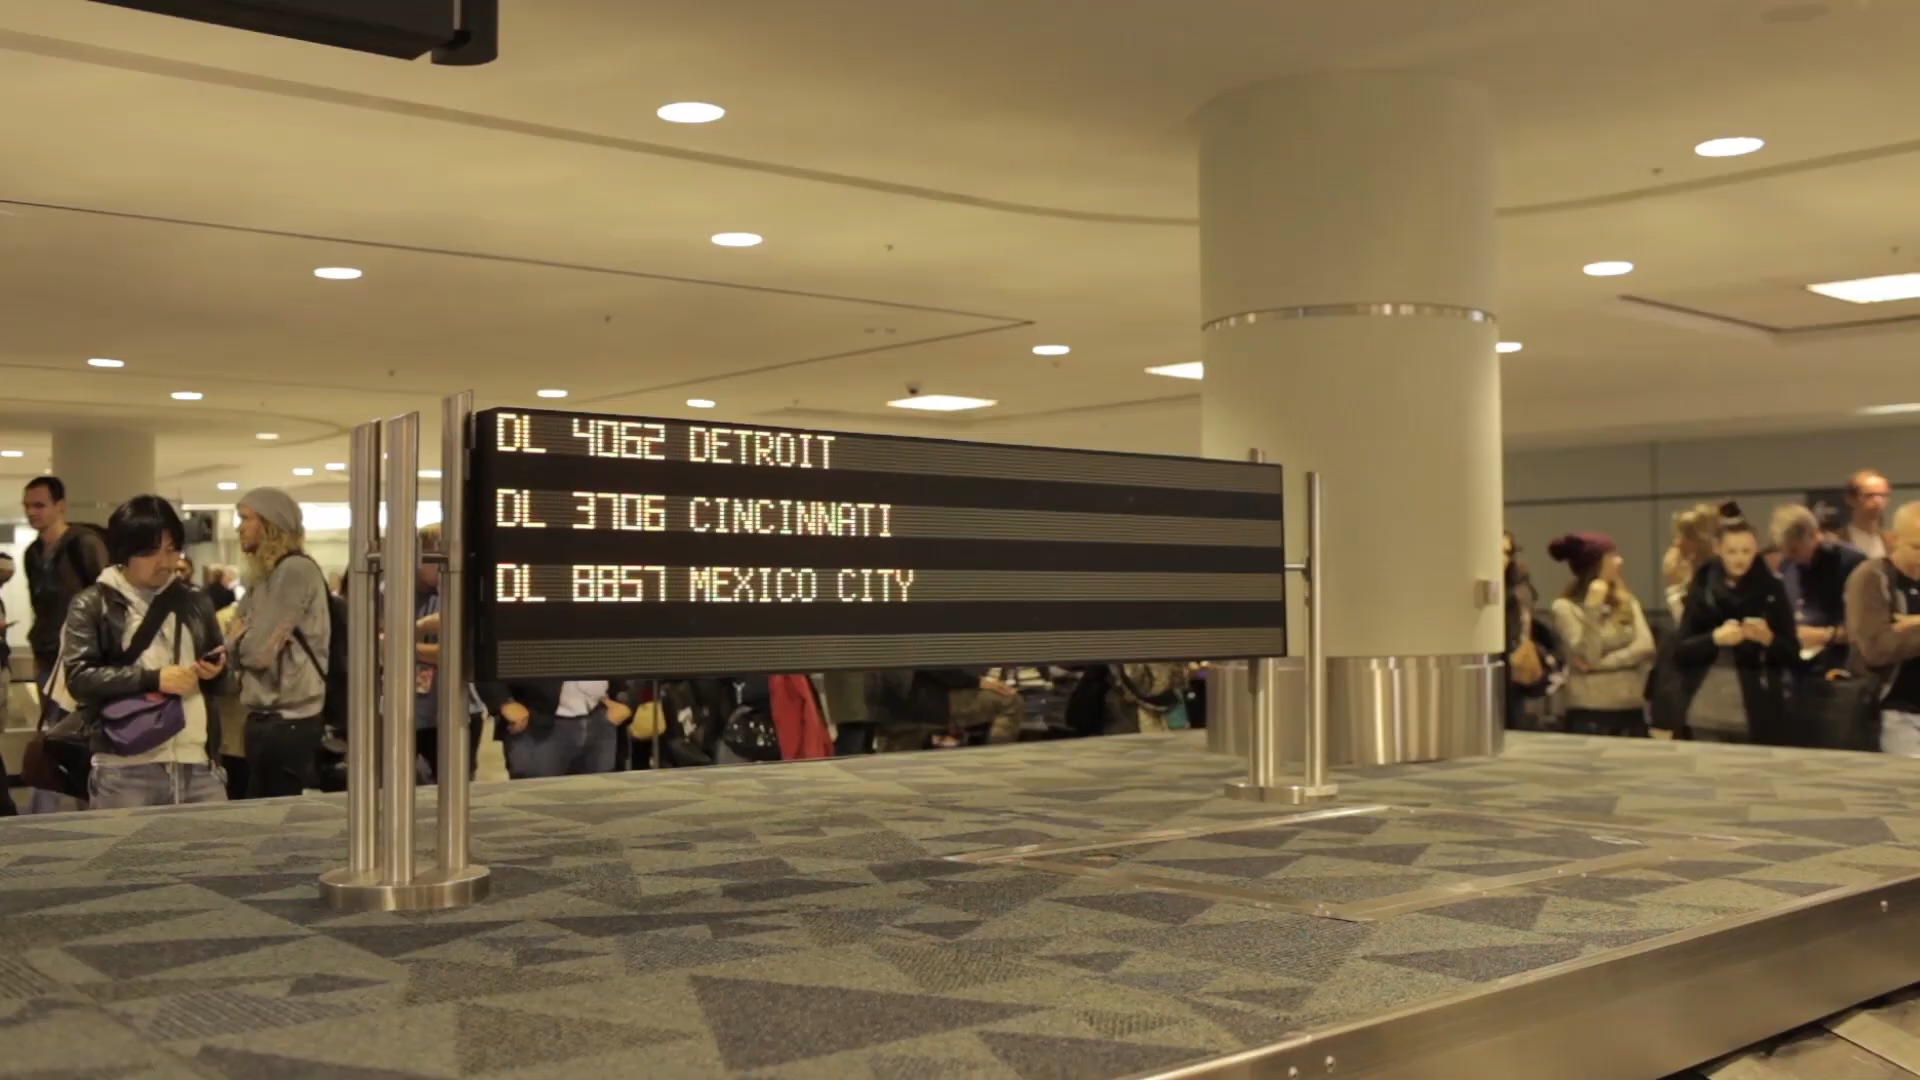 DL 4062 DETROIT
DL 3706 CINCINNATI
DL 8857 MEXICO CITY